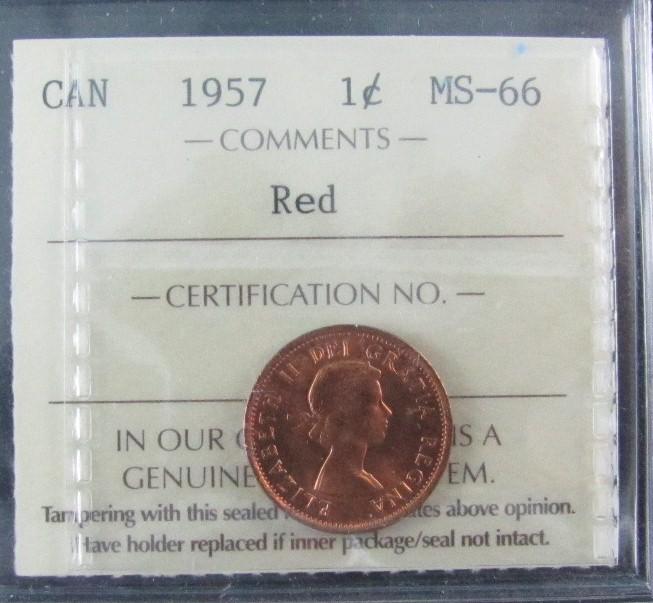 CAN 1957 1¢ MS-66
— COMMENTS —
Red
— CERTIFICATION NO. —
ELIZABETH II DEI GRATIA REGINA
IN OUR IS A
GENUINE EM.
Tampering with this sealed tes above opinion.
Have holder replaced if inner package/seal not intact.